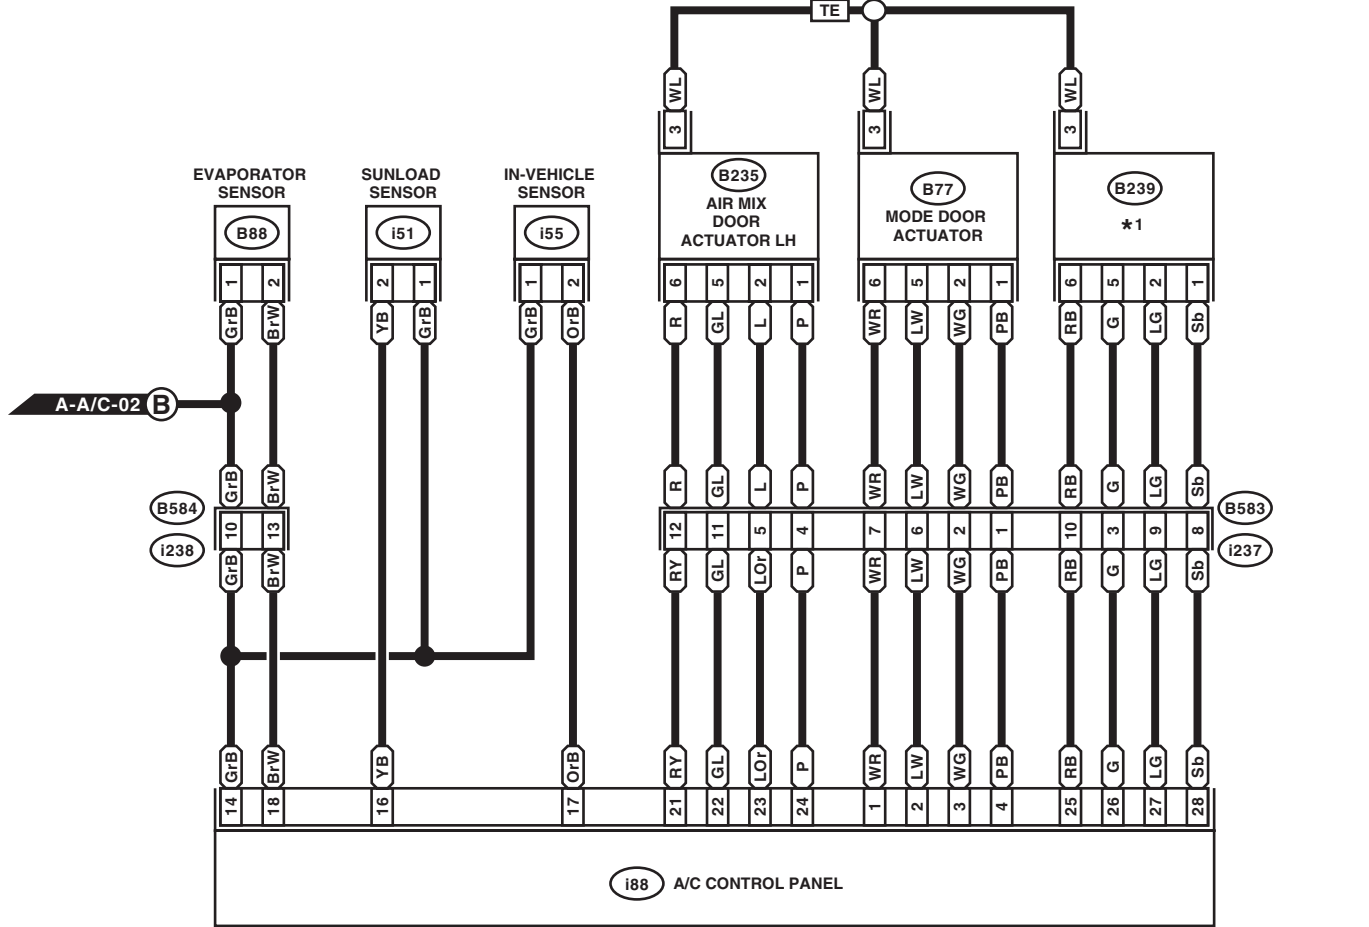 TE
WL WL WL
3 3 3
EVAPORATOR
SENSOR
SUNLOAD
SENSOR
IN-VEHICLE
SENSOR
B88
i51
i55
B235
AIR MIX
DOOR
ACTUATOR LH
B77
MODE DOOR
ACTUATOR
B239
*1
1 2 2 1 1 2 6 5 2 1 6 5 2 1 6 5 2 1
GrB BrW YB GrB GrB OrB R GL L P WR LW WG PB RB G LG Sb
A-A/C-02 B
GrB BrW R GL L P WR LW WG PB RB G LG Sb
B584 B583
10 13 12 11 5 4 7 6 2 1 10 3 9 8
i238 i237
GrB BrW RY GL LOr P WR LW WG PB RB G LG Sb
GrB BrW YB OrB RY GL LOr P WR LW WG PB RB G LG Sb
14 18 16 17 21 22 23 24 1 2 3 4 25 26 27 28
i88 A/C CONTROL PANEL